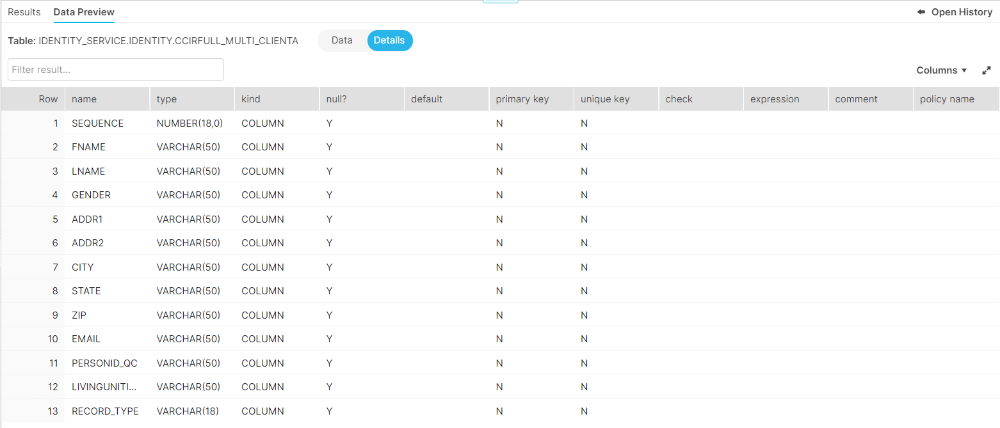 Results Data Preview Open History
Table: IDENTITY_SERVICE.IDENTITY.CCIRFULL_MULTI_CLIENTA Data Details
Filter result...
Columns
Row name type kind null? default primary key unique key check expression comment policy name
1 SEQUENCE NUMBER(18,0) COLUMN Y N N
2 FNAME VARCHAR(50) COLUMN Y N N
3 LNAME VARCHAR(50) COLUMN Y N N
4 GENDER VARCHAR(50) COLUMN Y N N
5 ADDR1 VARCHAR(50) COLUMN Y N N
6 ADDR2 VARCHAR(50) COLUMN Y N N
7 CITY VARCHAR(50) COLUMN Y N N
8 STATE VARCHAR(50) COLUMN Y N N
9 ZIP VARCHAR(50) COLUMN Y N N
10 EMAIL VARCHAR(50) COLUMN Y N N
11 PERSONID_QC VARCHAR(50) COLUMN Y N N
12 LIVINGUNITI... VARCHAR(50) COLUMN Y N N
13 RECORD_TYPE VARCHAR(18) COLUMN Y N N